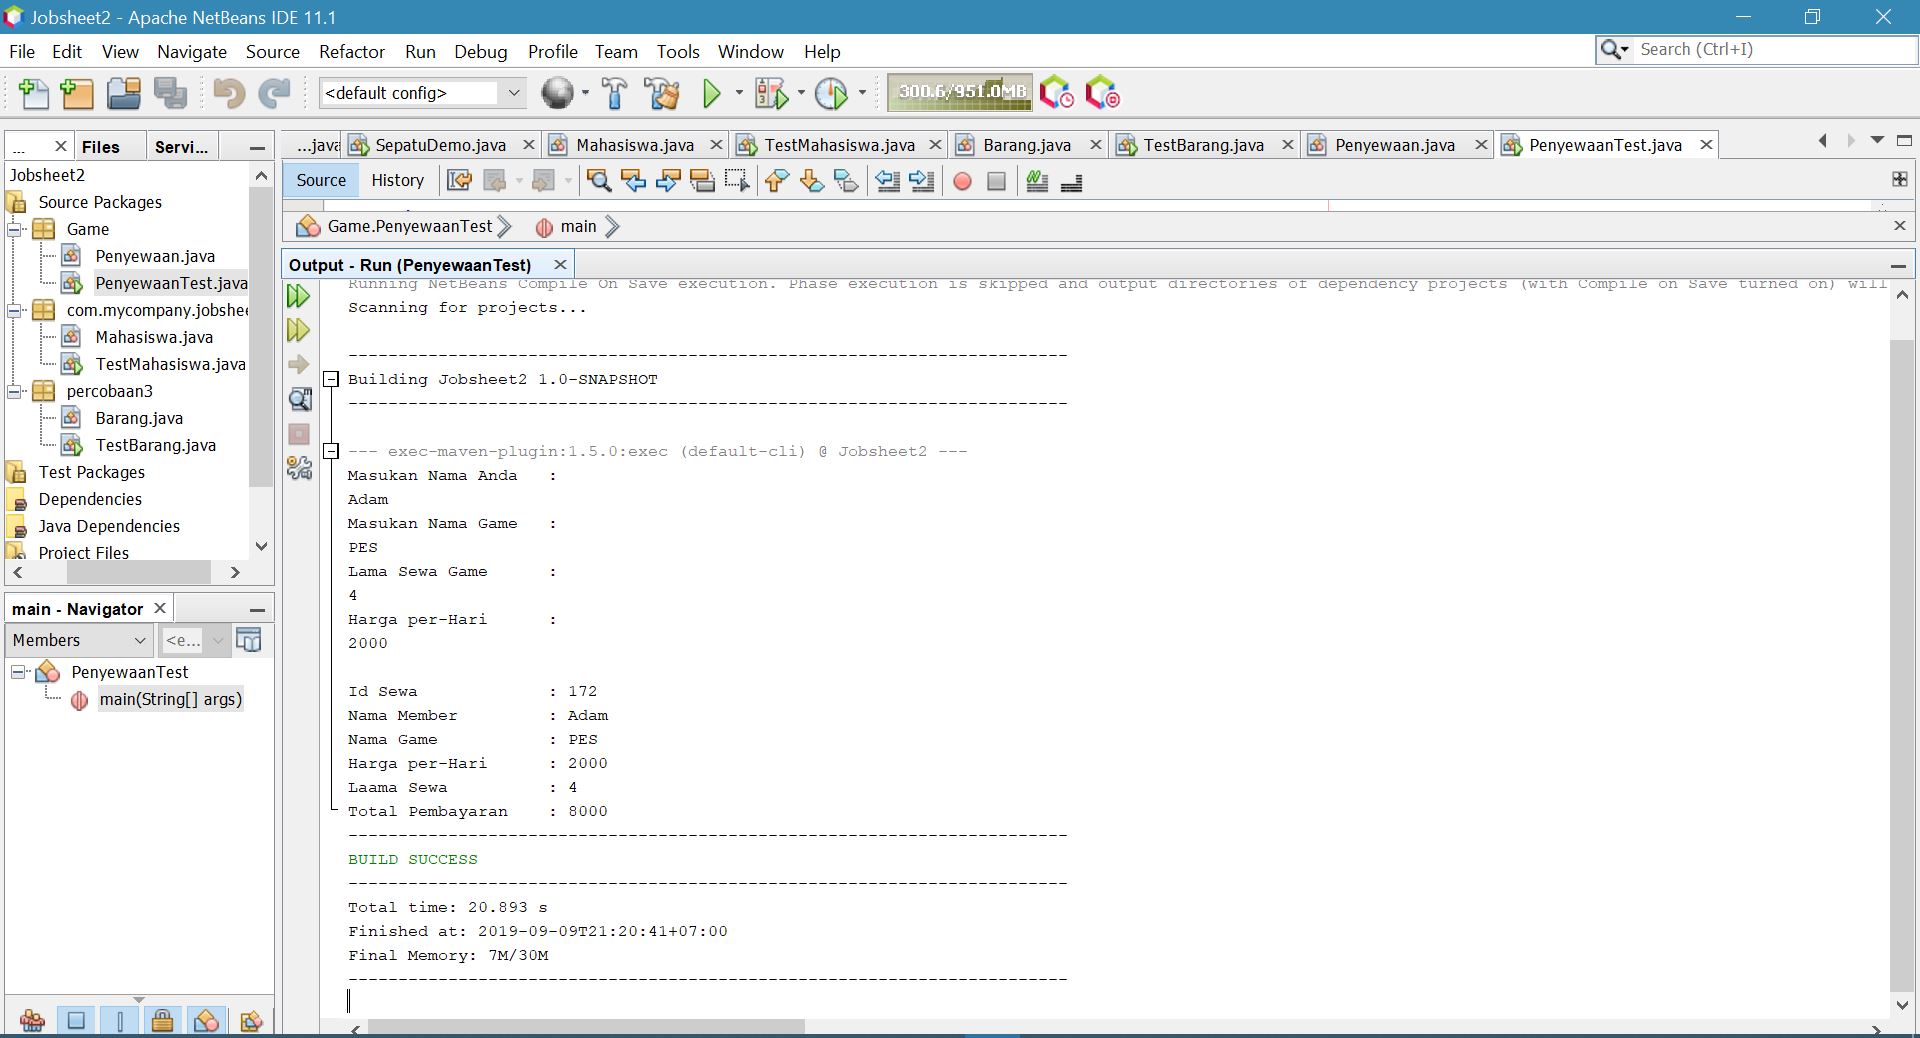 Jobsheet2 - Apache NetBeans IDE 11.1
File Edit View Navigate Source Refactor Run Debug Profile Team Tools Window Help
Search (Ctrl+I)
<default config>
300.6/951.0MB
... Files Servi...
...java SepatuDemo.java Mahasiswa.java TestMahasiswa.java Barang.java TestBarang.java Penyewaan.java PenyewaanTest.java
Source History
Game.PenyewaanTest main
Jobsheet2
Source Packages
Game
Penyewaan.java
PenyewaanTest.java
com.mycompany.jobshee
Mahasiswa.java
TestMahasiswa.java
percobaan3
Barang.java
TestBarang.java
Test Packages
Dependencies
Java Dependencies
Project Files
main - Navigator
Members <e...
PenyewaanTest
main(String[] args)
Output - Run (PenyewaanTest)
Running NetBeans Compile On Save execution. Phase execution is skipped and output directories of dependency projects (with Compile on Save turned on) will
Scanning for projects...
------------------------------------------------------------------------
Building Jobsheet2 1.0-SNAPSHOT
------------------------------------------------------------------------
--- exec-maven-plugin:1.5.0:exec (default-cli) @ Jobsheet2 ---
Masukan Nama Anda :
Adam
Masukan Nama Game :
PES
Lama Sewa Game :
4
Harga per-Hari :
2000
Id Sewa : 172
Nama Member : Adam
Nama Game : PES
Harga per-Hari : 2000
Laama Sewa : 4
Total Pembayaran : 8000
------------------------------------------------------------------------
BUILD SUCCESS
------------------------------------------------------------------------
Total time: 20.893 s
Finished at: 2019-09-09T21:20:41+07:00
Final Memory: 7M/30M
------------------------------------------------------------------------